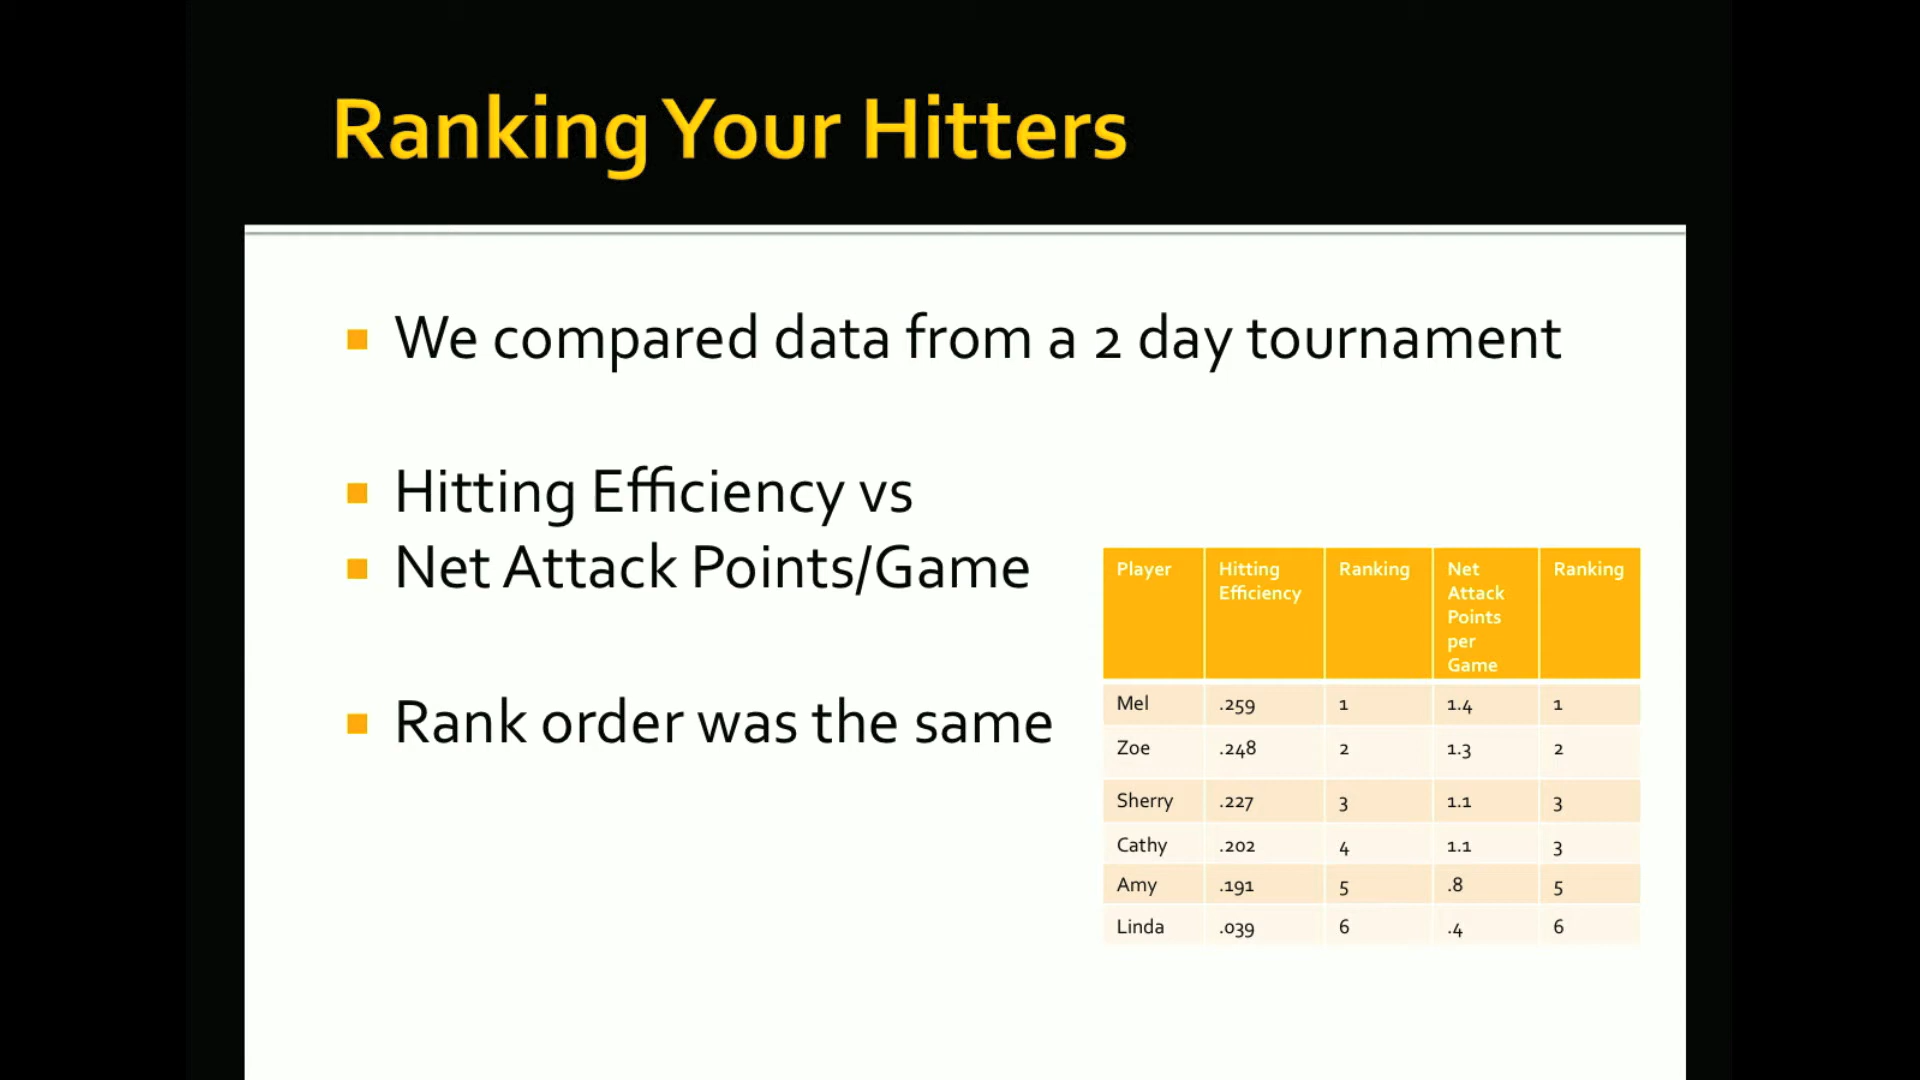 Ranking Your Hitters
We compared data from a 2 day tournament
Hitting Efficiency vs
Net Attack Points/Game
Rank order was the same
Player Hitting Efficiency Ranking Net Attack Points per Game Ranking
Mel .259 1 1.4 1
Zoe .248 2 1.3 2
Sherry .227 3 1.1 3
Cathy .202 4 1.1 3
Amy .191 5 .8 5
Linda .039 6 .4 6